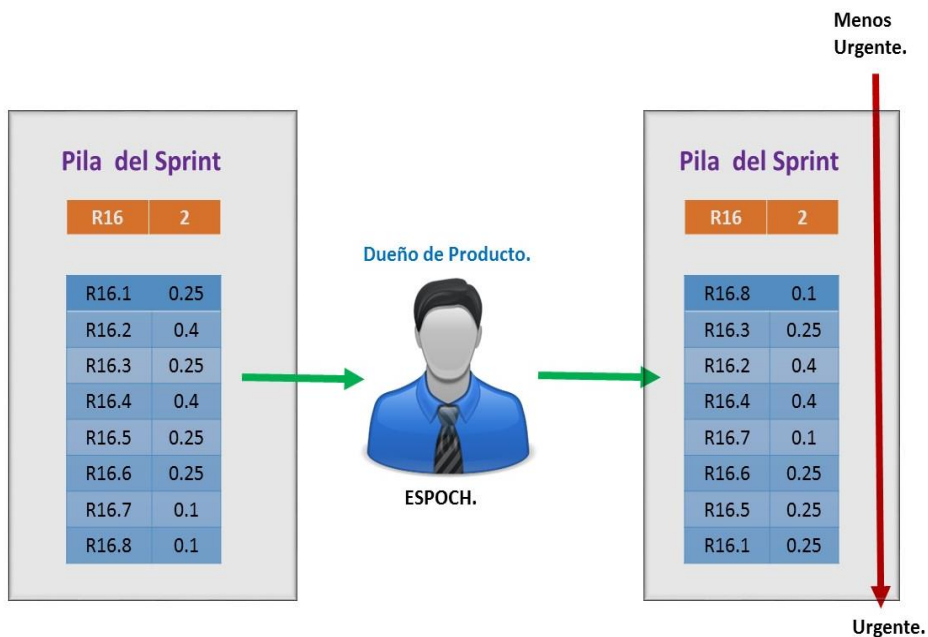 Menos
Urgente.
Pila del Sprint
R16 2
R16.1 0.25
R16.2 0.4
R16.3 0.25
R16.4 0.4
R16.5 0.25
R16.6 0.25
R16.7 0.1
R16.8 0.1
Dueño de Producto.
ESPOCH.
Pila del Sprint
R16 2
R16.8 0.1
R16.3 0.25
R16.2 0.4
R16.4 0.4
R16.7 0.1
R16.6 0.25
R16.5 0.25
R16.1 0.25
Urgente.